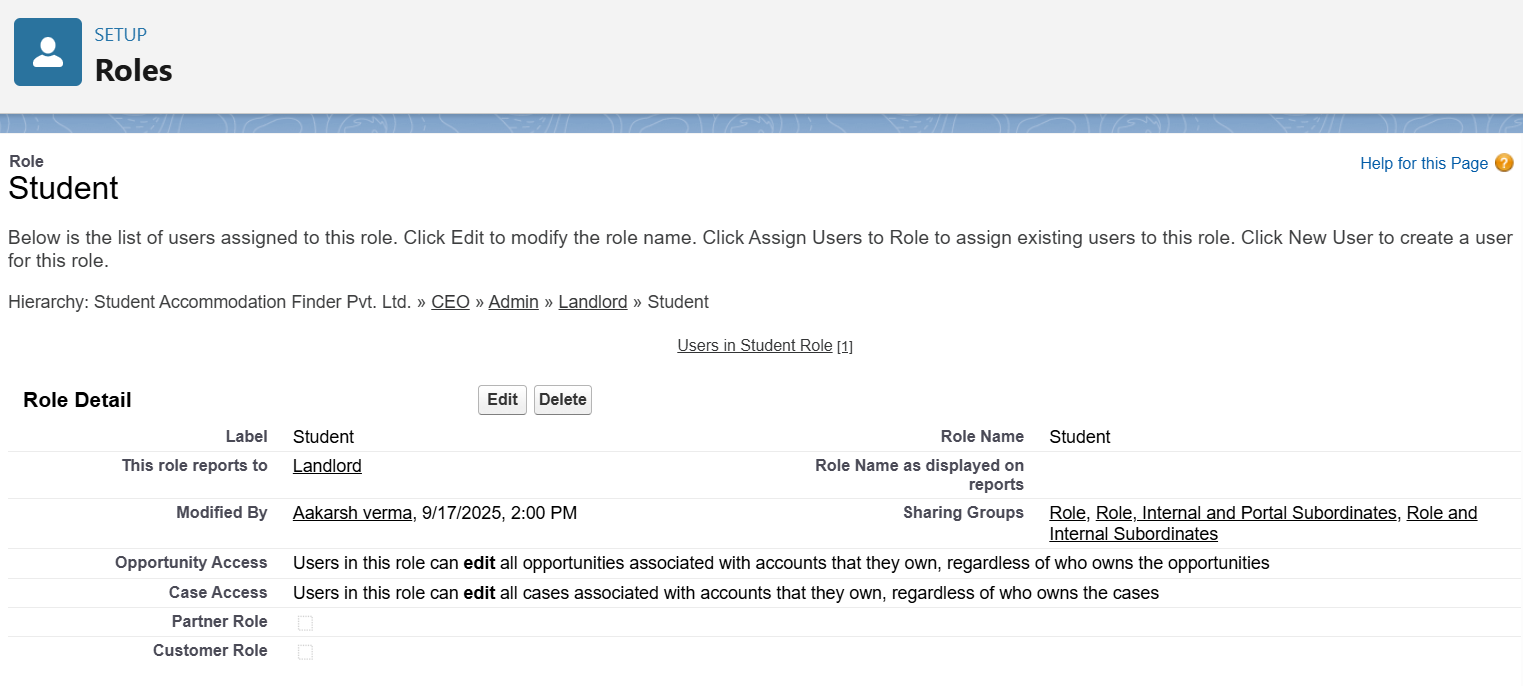 SETUP
Roles
Role
Help for this Page ?
Student
Below is the list of users assigned to this role. Click Edit to modify the role name. Click Assign Users to Role to assign existing users to this role. Click New User to create a user
for this role.
Hierarchy: Student Accommodation Finder Pvt. Ltd. » CEO » Admin » Landlord » Student
Users in Student Role [1]
Role Detail
Edit
Delete
Label Student
Role Name Student
This role reports to Landlord
Role Name as displayed on
reports
Modified By Aakarsh verma, 9/17/2025, 2:00 PM
Sharing Groups Role, Role, Internal and Portal Subordinates, Role and
Internal Subordinates
Opportunity Access Users in this role can edit all opportunities associated with accounts that they own, regardless of who owns the opportunities
Case Access Users in this role can edit all cases associated with accounts that they own, regardless of who owns the cases
Partner Role
Customer Role